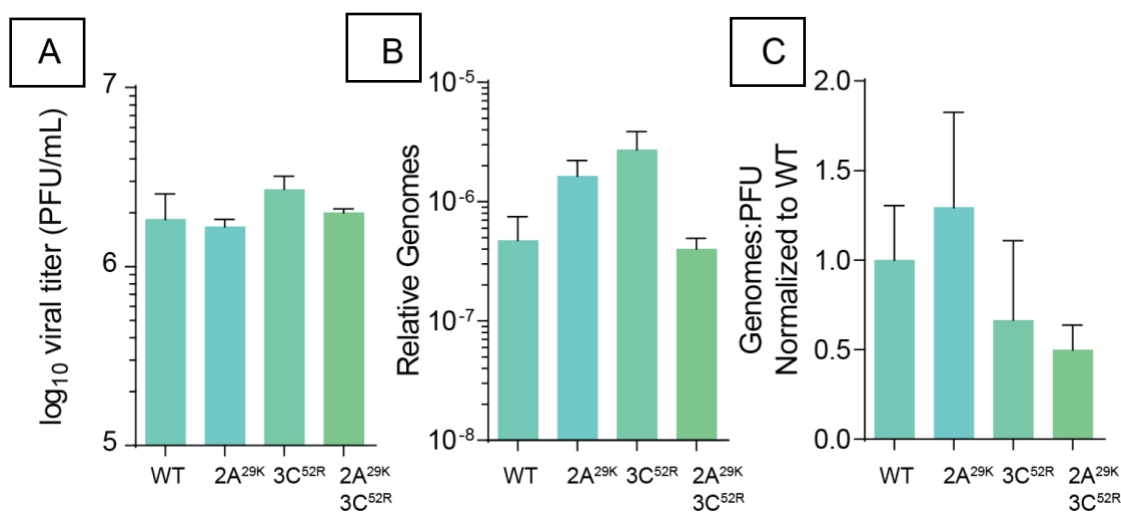 A
B
C
log₁₀ viral titer (PFU/mL)
7
6
5
WT
2A²⁹ᴷ
3C⁵²ᴿ
2A²⁹ᴷ
3C⁵²ᴿ
Relative Genomes
10⁻⁵
10⁻⁶
10⁻⁷
10⁻⁸
WT
2A²⁹ᴷ
3C⁵²ᴿ
2A²⁹ᴷ
3C⁵²ᴿ
Genomes:PFU
Normalized to WT
2.0
1.5
1.0
0.5
0.0
WT
2A²⁹ᴷ
3C⁵²ᴿ
2A²⁹ᴷ
3C⁵²ᴿ